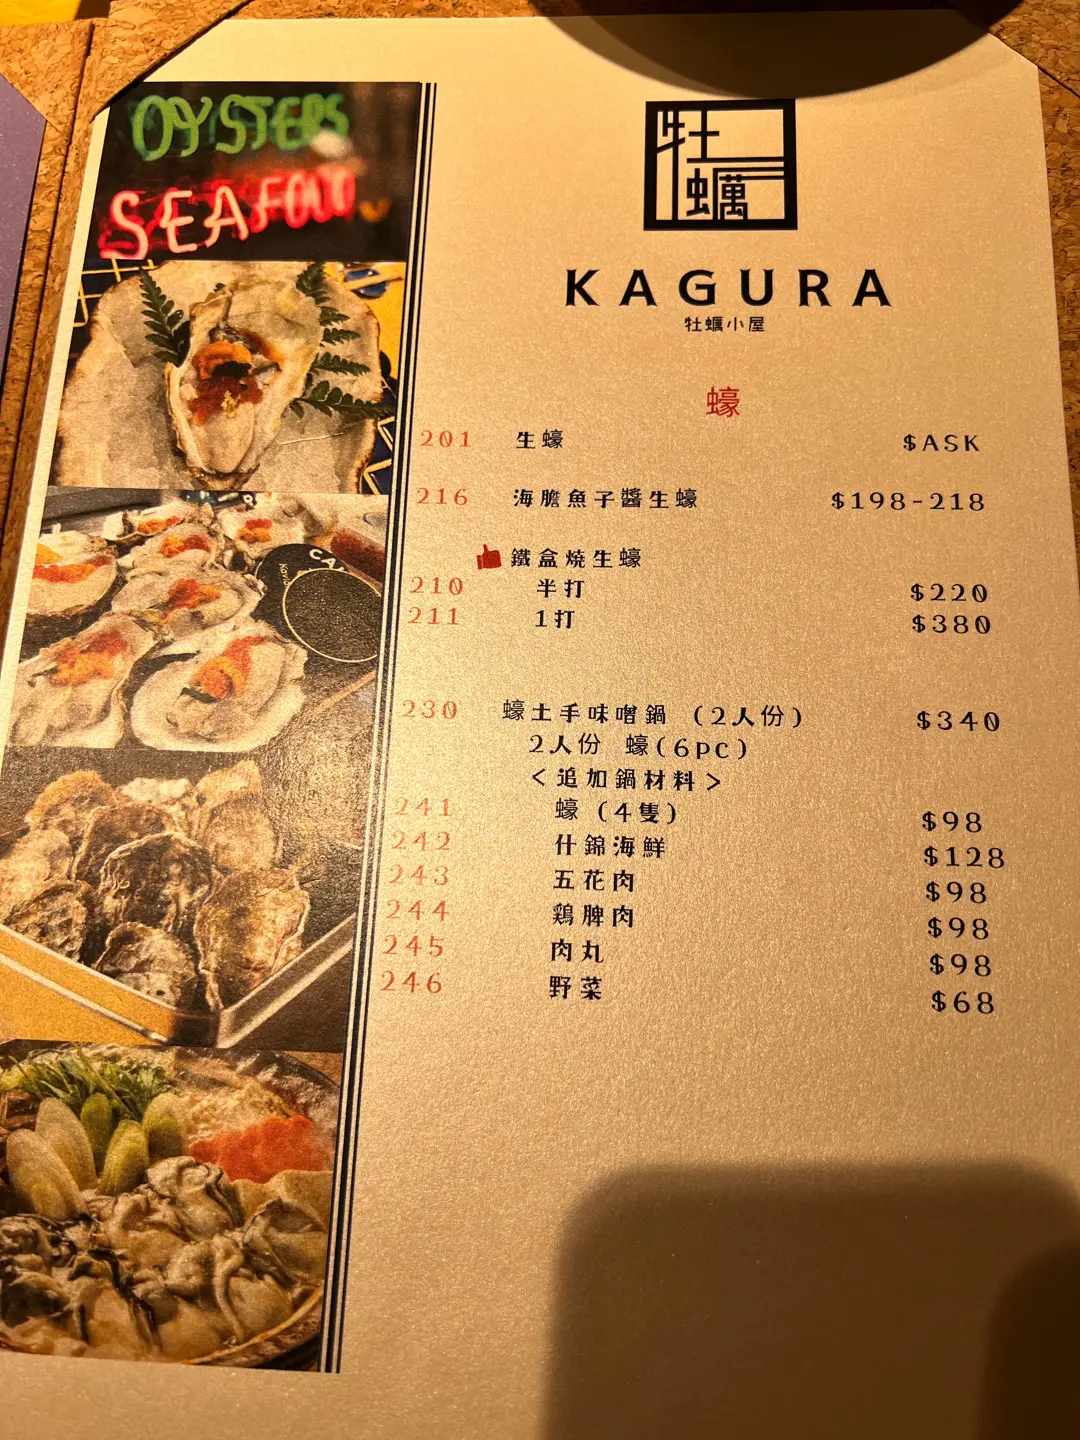 OYSTERS
SEAFOOD
牡蠣
KAGURA
牡蠣小屋
蠔
201 生蠔 $ASK
216 海膽魚子醬生蠔 $198-218
鐵盒燒生蠔
210 半打 $220
211 1打 $380
230 蠔土手味噌鍋 (2人份) $340
2人份 蠔(6pc)
<追加鍋材料>
241 蠔 (4隻) $98
242 什錦海鮮 $128
243 五花肉 $98
244 鶏脾肉 $98
245 肉丸 $98
246 野菜 $68